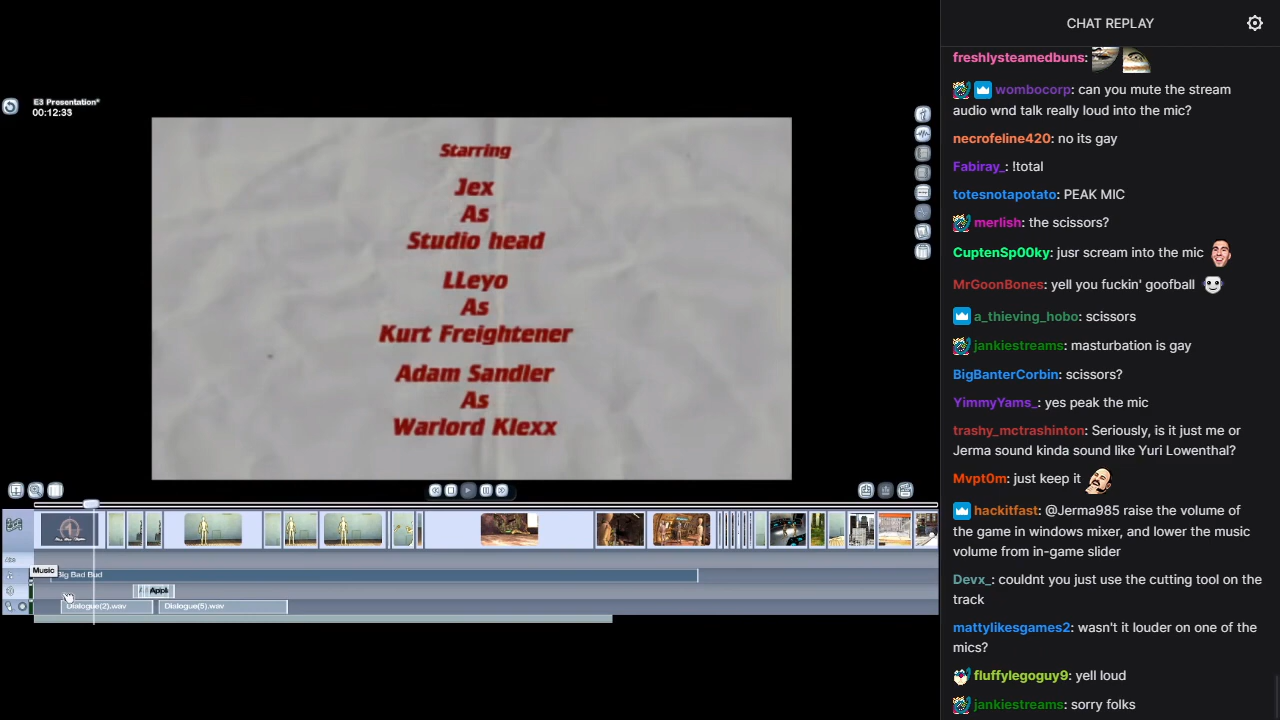 E3 Presentation*
00:12:33
Starring
Jex
As
Studio head
LLeyo
As
Kurt Freightener
Adam Sandler
As
Warlord Klexx
Music
Big Bad Bud
Appl
Dialogue(2).wav
Dialogue(5).wav
CHAT REPLAY
freshlysteamedbuns:
wombocorp: can you mute the stream
audio wnd talk really loud into the mic?
necrofeline420: no its gay
Fabiray_: !total
totesnotapotato: PEAK MIC
merlish: the scissors?
CuptenSp00ky: jusr scream into the mic
MrGoonBones: yell you fuckin' goofball
a_thieving_hobo: scissors
jankiestreams: masturbation is gay
BigBanterCorbin: scissors?
YimmyYams_: yes peak the mic
trashy_mctrashinton: Seriously, is it just me or
Jerma sound kinda sound like Yuri Lowenthal?
Mvpt0m: just keep it
hackitfast: @Jerma985 raise the volume of
the game in windows mixer, and lower the music
volume from in-game slider
Devx_: couldnt you just use the cutting tool on the
track
mattylikesgames2: wasn't it louder on one of the
mics?
fluffylegoguy9: yell loud
jankiestreams: sorry folks